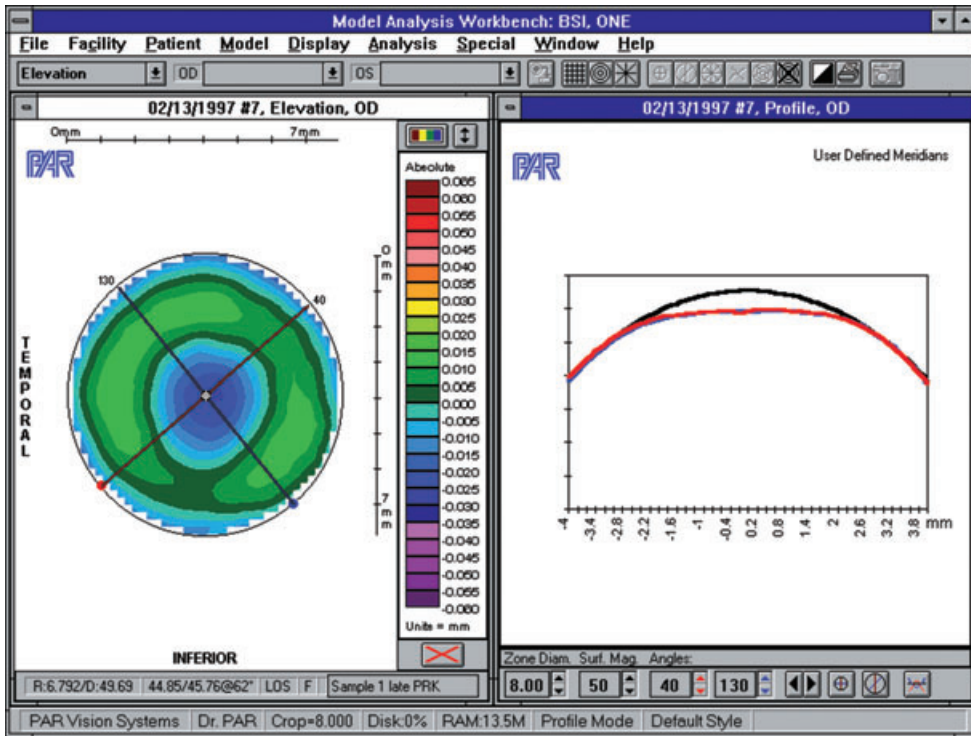 Model Analysis Workbench: BSI, ONE
File Facility Patient Model Display Analysis Special Window Help
Elevation OD OS
02/13/1997 #7, Elevation, OD
0mm 7mm
PAR
130
40
TEMPORAL
0 mm
7 mm
INFERIOR
Absolute
0.065
0.060
0.055
0.050
0.045
0.040
0.035
0.030
0.025
0.020
0.015
0.010
0.005
0.000
-0.005
-0.010
-0.015
-0.020
-0.025
-0.030
-0.035
-0.040
-0.045
-0.050
-0.055
-0.060
Units = mm
R:6.792/D:49.69 44.85/45.76@62° LOS F Sample 1 late PRK
02/13/1997 #7, Profile, OD
PAR
User Defined Meridians
-4 -3.4 -2.8 -2.2 -1.6 -1 -0.4 0.2 0.8 1.4 2 2.6 3.2 3.8 mm
Zone Diam. Surf. Mag. Angles:
8.00 50 40 130
PAR Vision Systems Dr. PAR Crop=8.000 Disk:0% RAM:13.5M Profile Mode Default Style